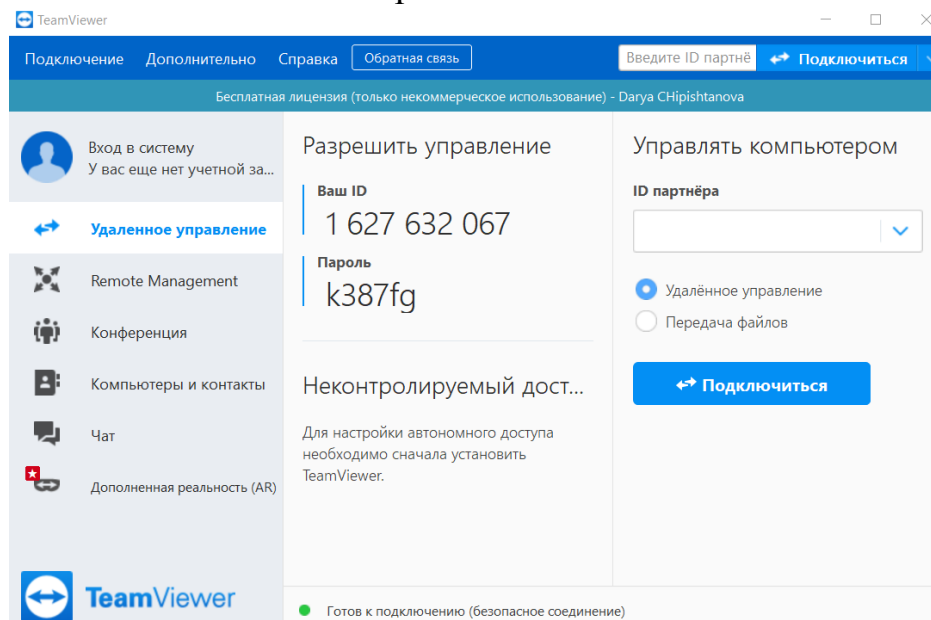 TeamViewer
Подключение Дополнительно Справка Обратная связь
Введите ID партнё Подключиться
Бесплатная лицензия (только некоммерческое использование) - Darya CHipishtanova
Вход в систему
У вас еще нет учетной за...
Удаленное управление
Remote Management
Конференция
Компьютеры и контакты
Чат
Дополненная реальность (AR)
TeamViewer
Разрешить управление
Ваш ID
1 627 632 067
Пароль
k387fg
Неконтролируемый дост...
Для настройки автономного доступа
необходимо сначала установить
TeamViewer.
Управлять компьютером
ID партнёра
Удалённое управление
Передача файлов
Подключиться
Готов к подключению (безопасное соединение)